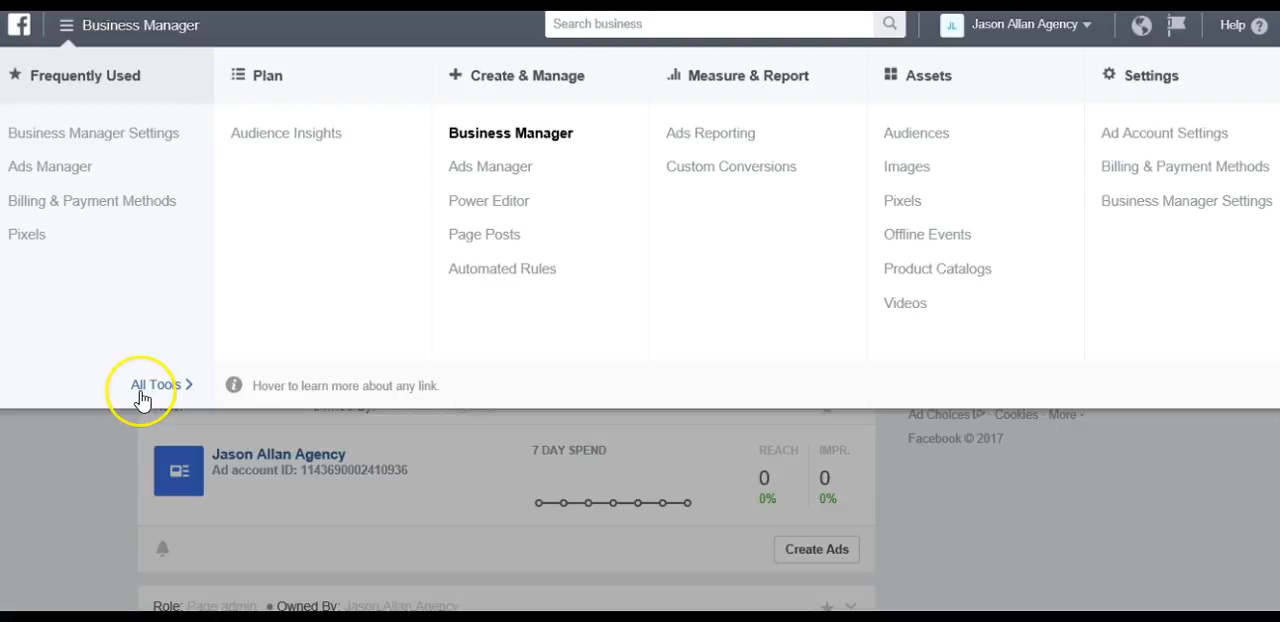 f
Business Manager
Search business
JL
Jason Allan Agency
Help ?
Frequently Used
Business Manager Settings
Ads Manager
Billing & Payment Methods
Pixels
All Tools
Plan
Audience Insights
Create & Manage
Business Manager
Ads Manager
Power Editor
Page Posts
Automated Rules
Measure & Report
Ads Reporting
Custom Conversions
Assets
Audiences
Images
Pixels
Offline Events
Product Catalogs
Videos
Settings
Ad Account Settings
Billing & Payment Methods
Business Manager Settings
Hover to learn more about any link.
Jason Allan Agency
Ad account ID: 1143690002410936
7 DAY SPEND
REACH
0
0%
IMPR.
0
0%
Create Ads
Role: Page admin • Owned By: Jason Allan Agency
Ad Choices · Cookies · More
Facebook © 2017